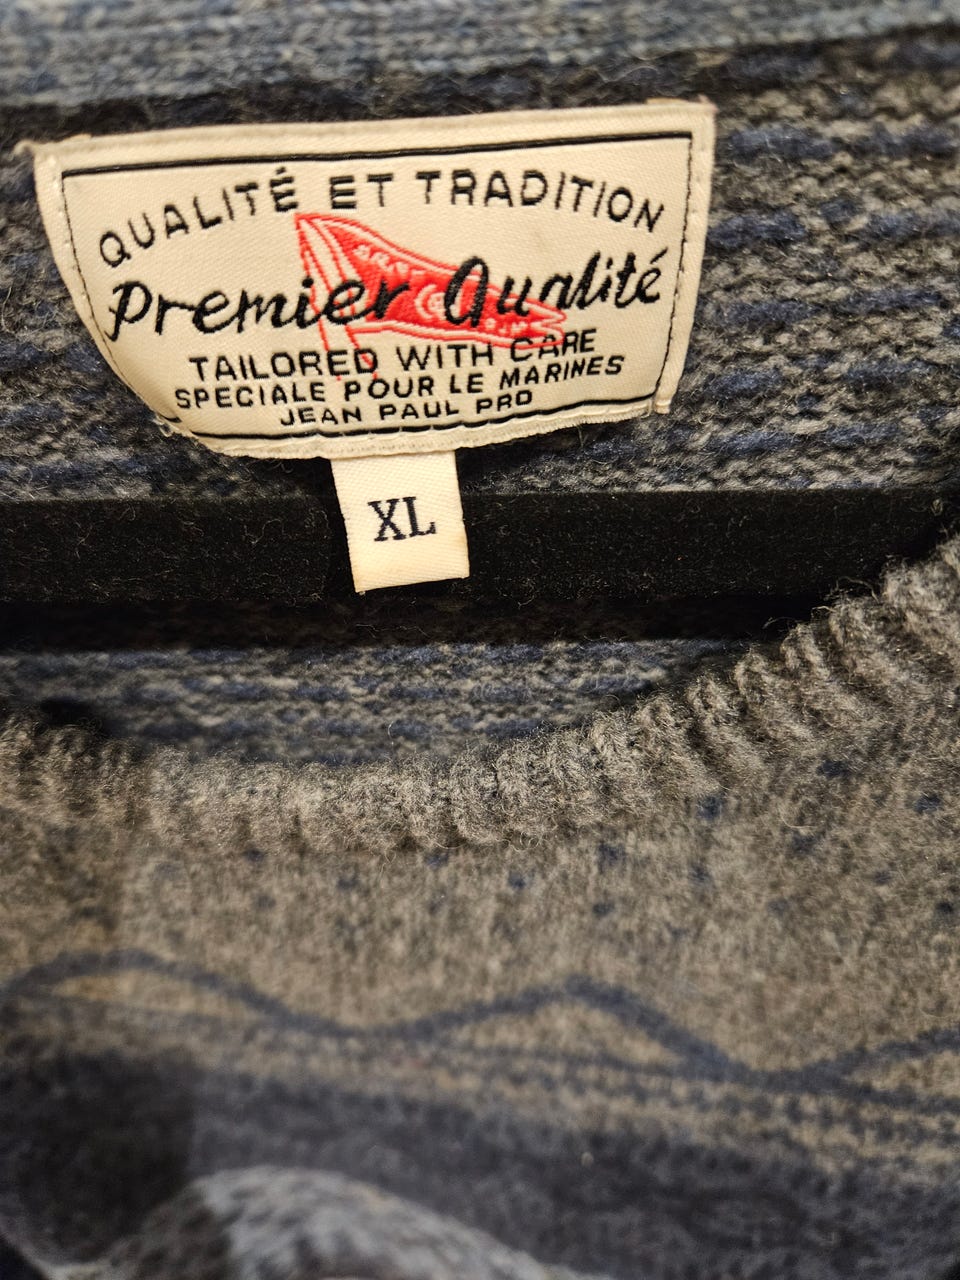 QUALITÉ ET TRADITION
Premier Qualité
TAILORED WITH CARE
SPECIALE POUR LE MARINES
JEAN PAUL PRO
XL